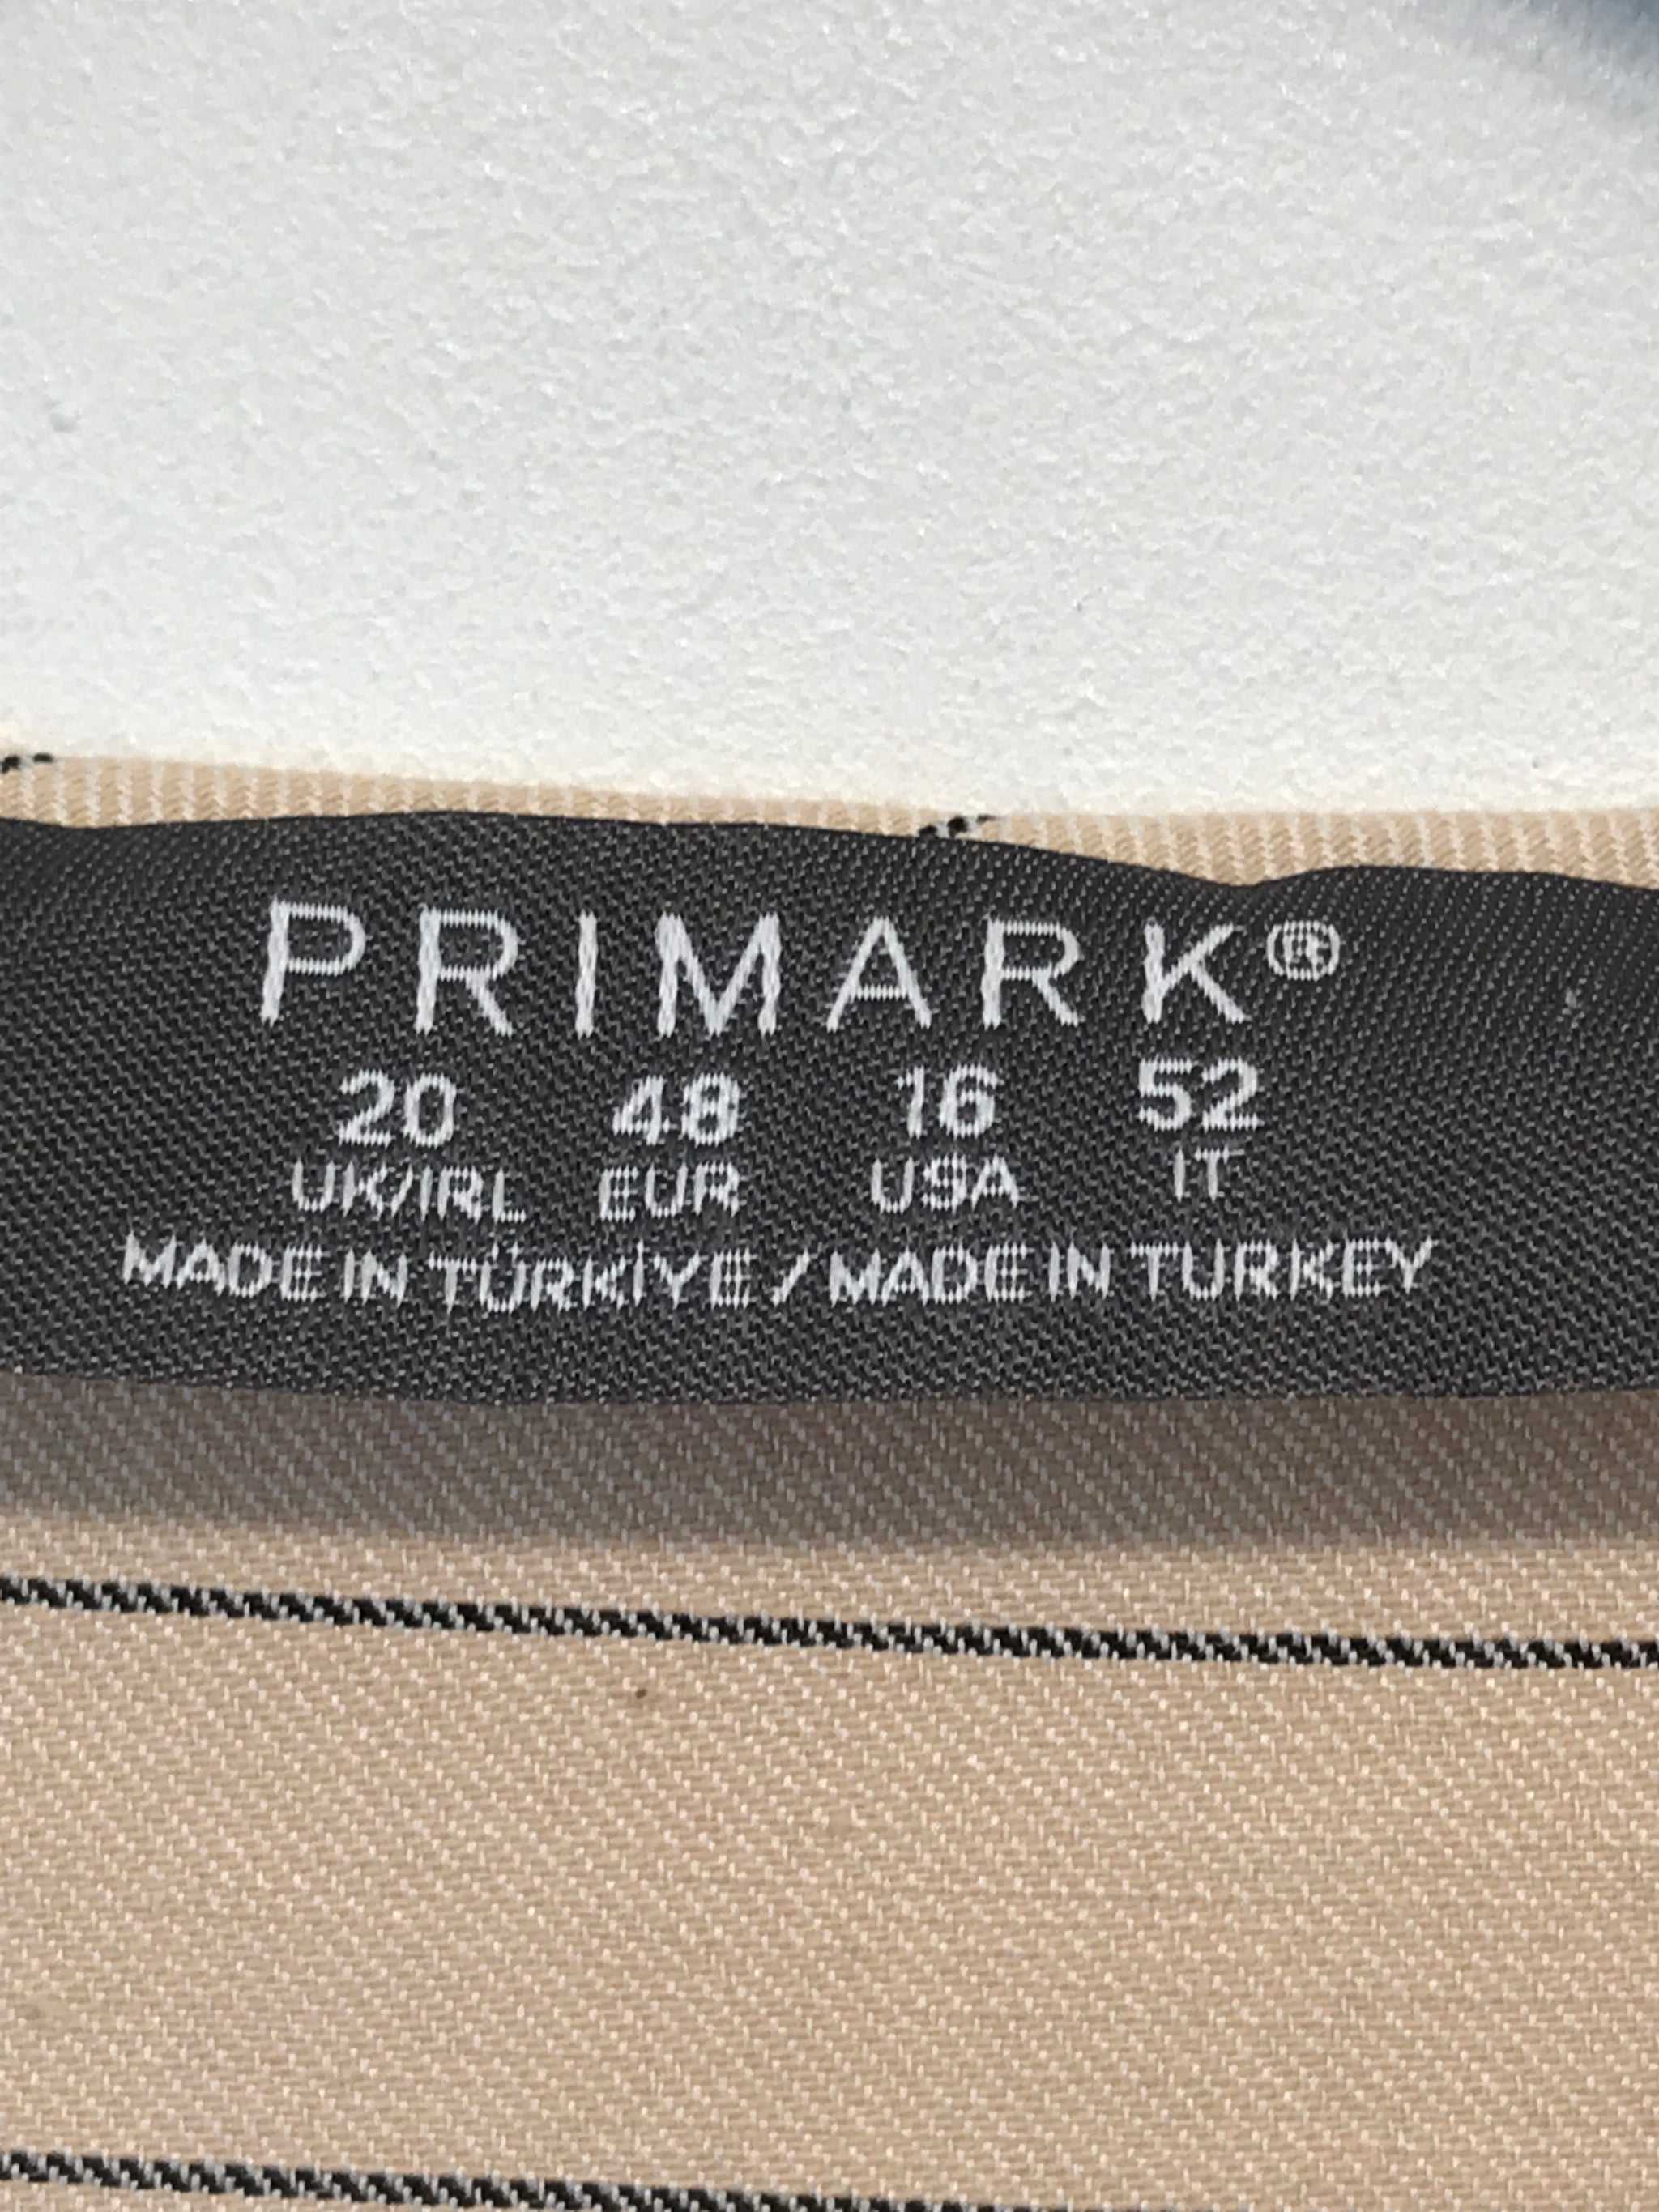 PRIMARK®
20 48 16 52
UK/IRL EUR USA IT
MADE IN TÜRKİYE / MADE IN TURKEY